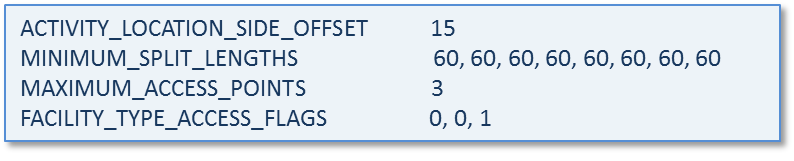 ACTIVITY_LOCATION_SIDE_OFFSET 15
MINIMUM_SPLIT_LENGTHS 60, 60, 60, 60, 60, 60, 60, 60
MAXIMUM_ACCESS_POINTS 3
FACILITY_TYPE_ACCESS_FLAGS 0, 0, 1